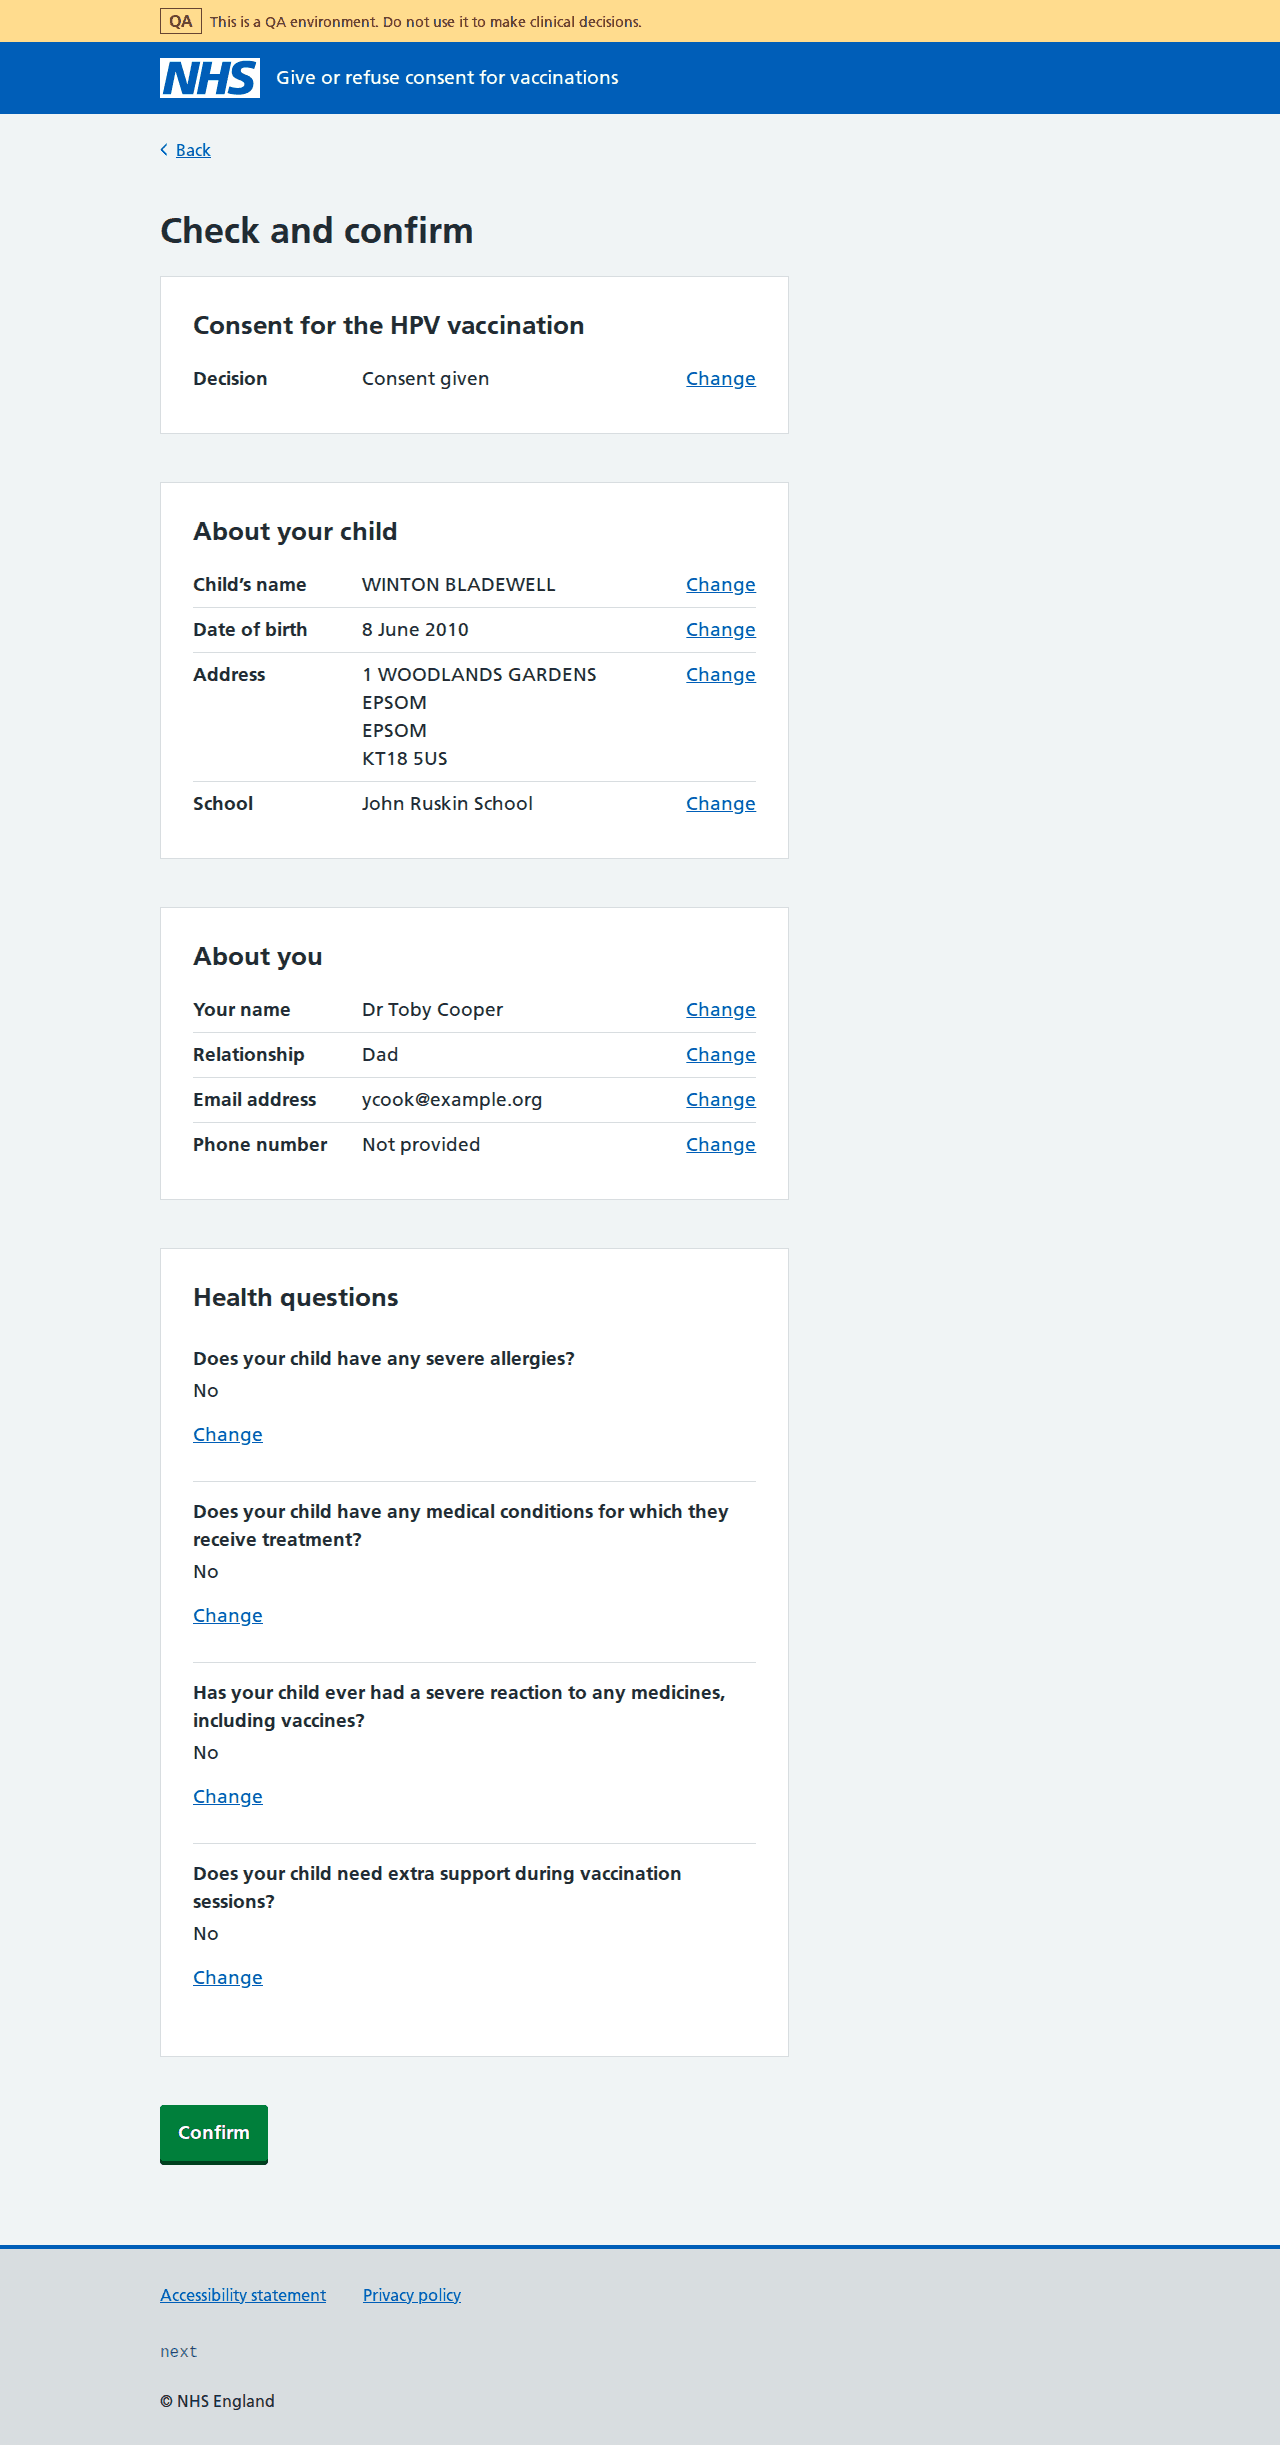 QA This is a QA environment. Do not use it to make clinical decisions.
NHS Give or refuse consent for vaccinations
Back
Check and confirm
Consent for the HPV vaccination
Decision Consent given Change
About your child
Child’s name WINTON BLADEWELL Change
Date of birth 8 June 2010 Change
Address 1 WOODLANDS GARDENS Change
EPSOM
EPSOM
KT18 5US
School John Ruskin School Change
About you
Your name Dr Toby Cooper Change
Relationship Dad Change
Email address ycook@example.org Change
Phone number Not provided Change
Health questions
Does your child have any severe allergies?
No
Change
Does your child have any medical conditions for which they
receive treatment?
No
Change
Has your child ever had a severe reaction to any medicines,
including vaccines?
No
Change
Does your child need extra support during vaccination
sessions?
No
Change
Confirm
Accessibility statement Privacy policy
next
© NHS England